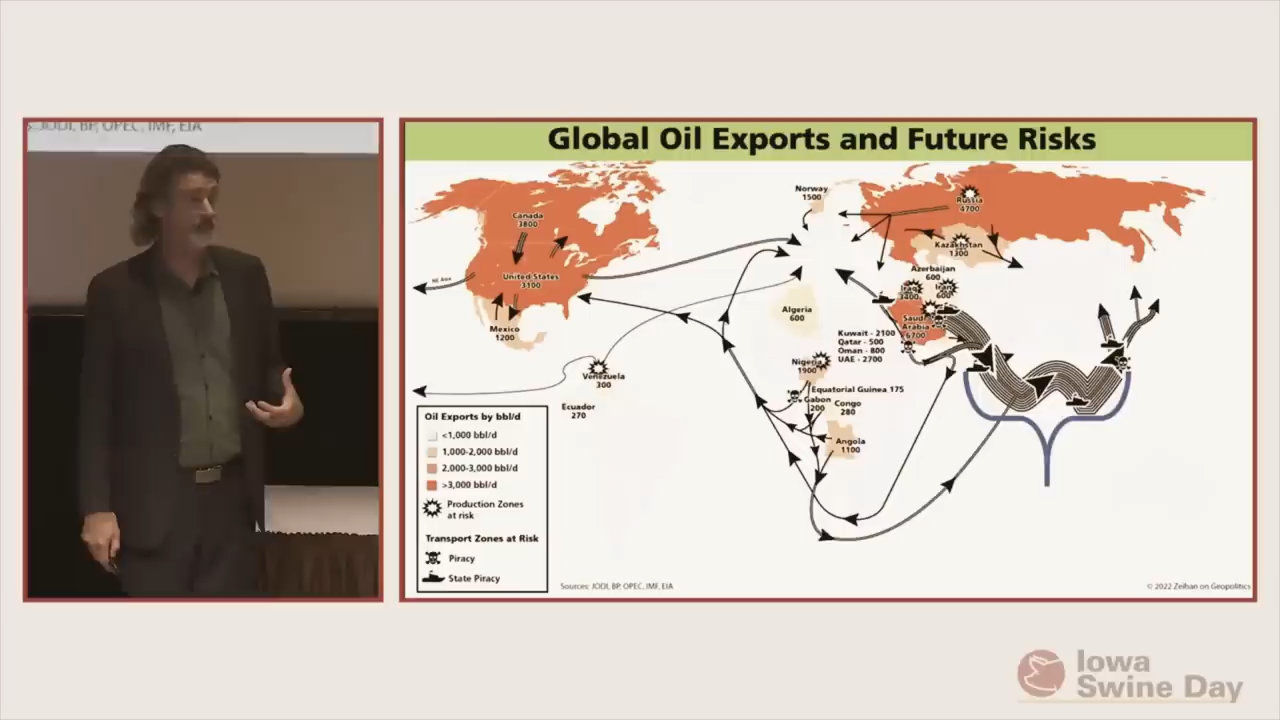 s: JODI, BP, OPEC, IMF, EIA
Global Oil Exports and Future Risks
Norway
1500
Russia
4700
Canada
3800
Kazakhstan
1300
Azerbaijan
600
United States
3100
Iraq
3400
Iran
600
Algeria
600
Saudi
Arabia
6700
Mexico
1200
Kuwait - 2100
Qatar - 500
Oman - 800
UAE - 2700
Nigeria
1900
Venezuela
300
Equatorial Guinea 175
Gabon
200
Congo
280
Ecuador
270
Angola
1100
Oil Exports by bbl/d
<1,000 bbl/d
1,000-2,000 bbl/d
2,000-3,000 bbl/d
>3,000 bbl/d
Production Zones
at risk
Transport Zones at Risk
Piracy
State Piracy
Sources: JODI, BP, OPEC, IMF, EIA
© 2022 Zeihan on Geopolitics
Iowa
Swine Day